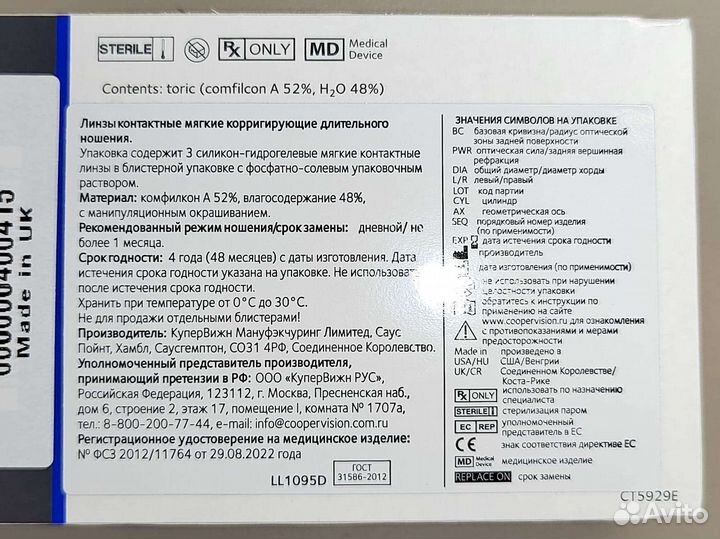 STERILE
Rx ONLY
MD Medical Device
Contents: toric (comfilcon A 52%, H₂O 48%)
Линзы контактные мягкие корригирующие длительного
ношения.
Упаковка содержит 3 силикон-гидрогелевые мягкие контактные
линзы в блистерной упаковке с фосфатно-солевым упаковочным
раствором.
Материал: комфилкон А 52%, влагосодержание 48%,
с манипуляционным окрашиванием.
Рекомендованный режим ношения/срок замены: дневной/ не
более 1 месяца.
Срок годности: 4 года (48 месяцев) с даты изготовления. Дата
истечения срока годности указана на упаковке. Не использовать
после истечения срока годности.
Хранить при температуре от 0°С до 30°С.
Не для продажи отдельными блистерами!
Производитель: КуперВижн Мануфэкчуринг Лимитед, Саус
Пойнт, Хамбл, Саусгемптон, СО31 4РФ, Соединенное Королевство.
Уполномоченный представитель производителя,
принимающий претензии в РФ: ООО «КуперВижн РУС»,
Российская Федерация, 123112, г. Москва, Пресненская наб.,
дом 6, строение 2, этаж 17, помещение I, комната № 1707а,
тел.: 8-800-200-77-44, e-mail: info@coopervision.com.ru
Регистрационное удостоверение на медицинское изделие:
№ ФСЗ 2012/11764 от 29.08.2022 года
LL1095D
ГОСТ
31586-2012
ЗНАЧЕНИЯ СИМВОЛОВ НА УПАКОВКЕ
BC базовая кривизна/радиус оптической
зоны задней поверхности
PWR оптическая сила/задняя вершинная
рефракция
DIA общий диаметр/диаметр хорды
L/R левый/правый
LOT код партии
CYL цилиндр
AX геометрическая ось
SEQ порядковый номер изделия
(по применимости)
EXP дата истечения срока годности
производитель
дата изготовления (по применимости)
не использовать при нарушении
целостности упаковки
обратитесь к инструкции по
применению на сайте
www.coopervision.ru для ознакомления
с противопоказаниями и мерами
предосторожности
Made in произведено в
USA/HU США/Венгрии
UK/CR Соединенном Королевстве/
Коста-Рике
Rx ONLY использовать по назначению
специалиста
STERILE стерилизация паром
EC REP уполномоченный
представитель в ЕС
CE знак соответствия директиве ЕС
MD Medical Device медицинское изделие
REPLACE ON срок замены
CT5929E
Made in UK
Avito